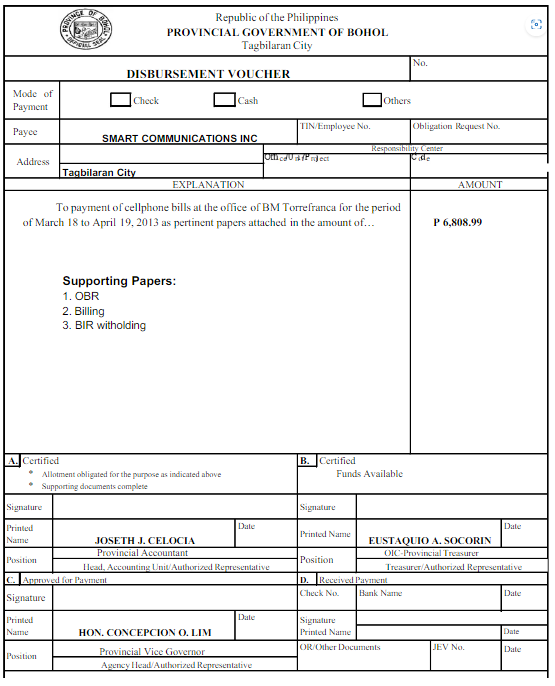 PROVINCE OF BOHOL
OFFICIAL SEAL
Republic of the Philippines
PROVINCIAL GOVERNMENT OF BOHOL
Tagbilaran City
DISBURSEMENT VOUCHER
No.
Mode of Payment
Check
Cash
Others
Payee
SMART COMMUNICATIONS INC
TIN/Employee No.
Obligation Request No.
Address
Tagbilaran City
Responsibility Center
Office/Unit/Project
Code
EXPLANATION
AMOUNT
To payment of cellphone bills at the office of BM Torrefranca for the period
of March 18 to April 19, 2013 as pertinent papers attached in the amount of…
P 6,808.99
Supporting Papers:
1. OBR
2. Billing
3. BIR witholding
A. Certified
* Allotment obligated for the purpose as indicated above
* Supporting documents complete
B. Certified
Funds Available
Signature
Signature
Printed Name
JOSETH J. CELOCIA
Date
Printed Name
EUSTAQUIO A. SOCORIN
Date
Position
Provincial Accountant
Head, Accounting Unit/Authorized Representative
Position
OIC-Provincial Treasurer
Treasurer/Authorized Representative
C. Approved for Payment
D. Received Payment
Signature
Check No.
Bank Name
Date
Printed Name
HON. CONCEPCION O. LIM
Date
Signature
Printed Name
Date
Position
Provincial Vice Governor
Agency Head/Authorized Representative
OR/Other Documents
JEV No.
Date